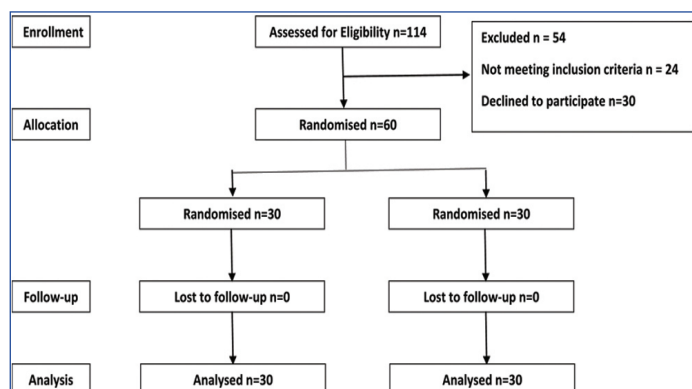 Enrollment
Assessed for Eligibility n=114
Excluded n = 54
Not meeting inclusion criteria n = 24
Declined to participate n=30
Allocation
Randomised n=60
Randomised n=30
Randomised n=30
Follow-up
Lost to follow-up n=0
Lost to follow-up n=0
Analysis
Analysed n=30
Analysed n=30